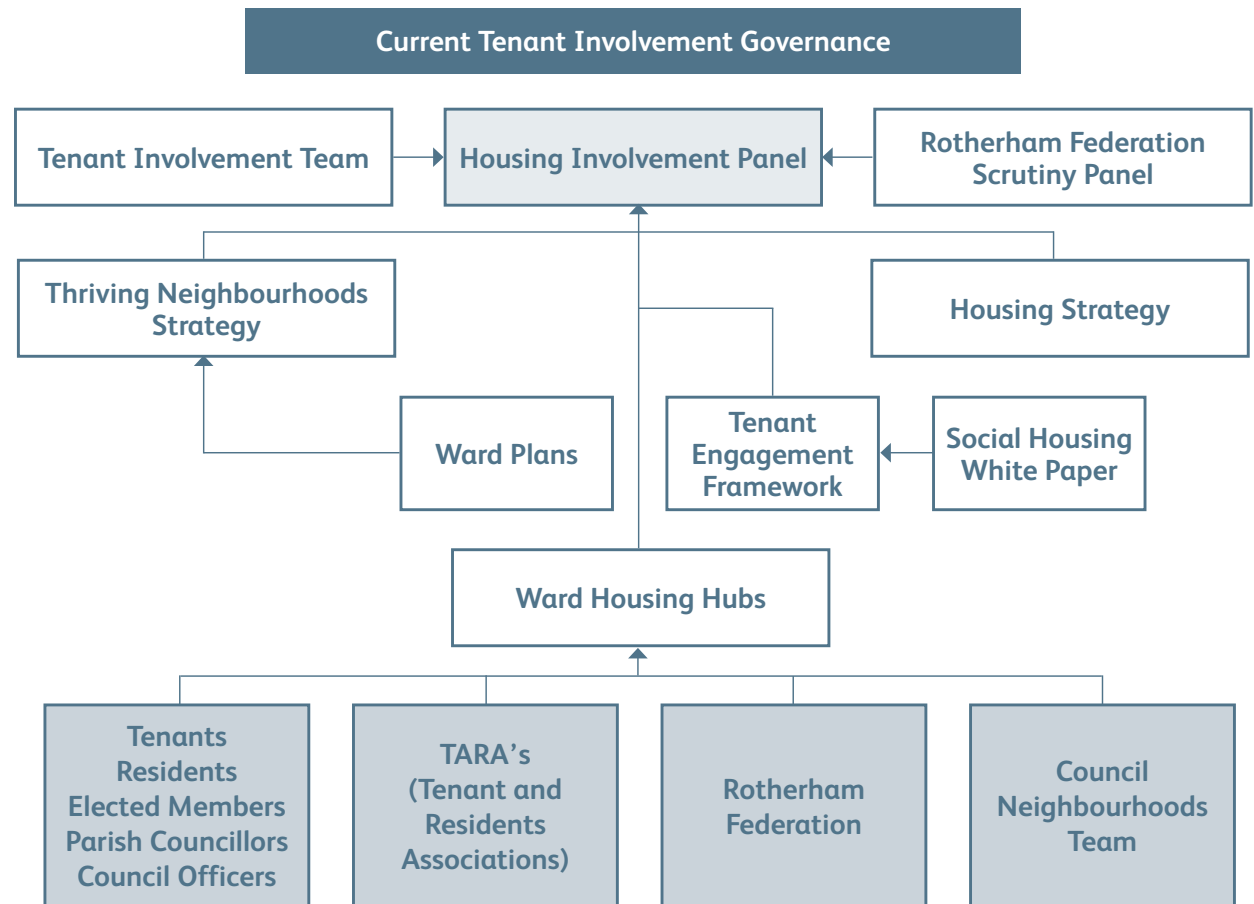 Current Tenant Involvement Governance
Tenant Involvement Team
Housing Involvement Panel
Rotherham Federation
Scrutiny Panel
Thriving Neighbourhoods
Strategy
Housing Strategy
Ward Plans
Tenant
Engagement
Framework
Social Housing
White Paper
Ward Housing Hubs
Tenants
Residents
Elected Members
Parish Councillors
Council Officers
TARA’s
(Tenant and
Residents
Associations)
Rotherham
Federation
Council
Neighbourhoods
Team